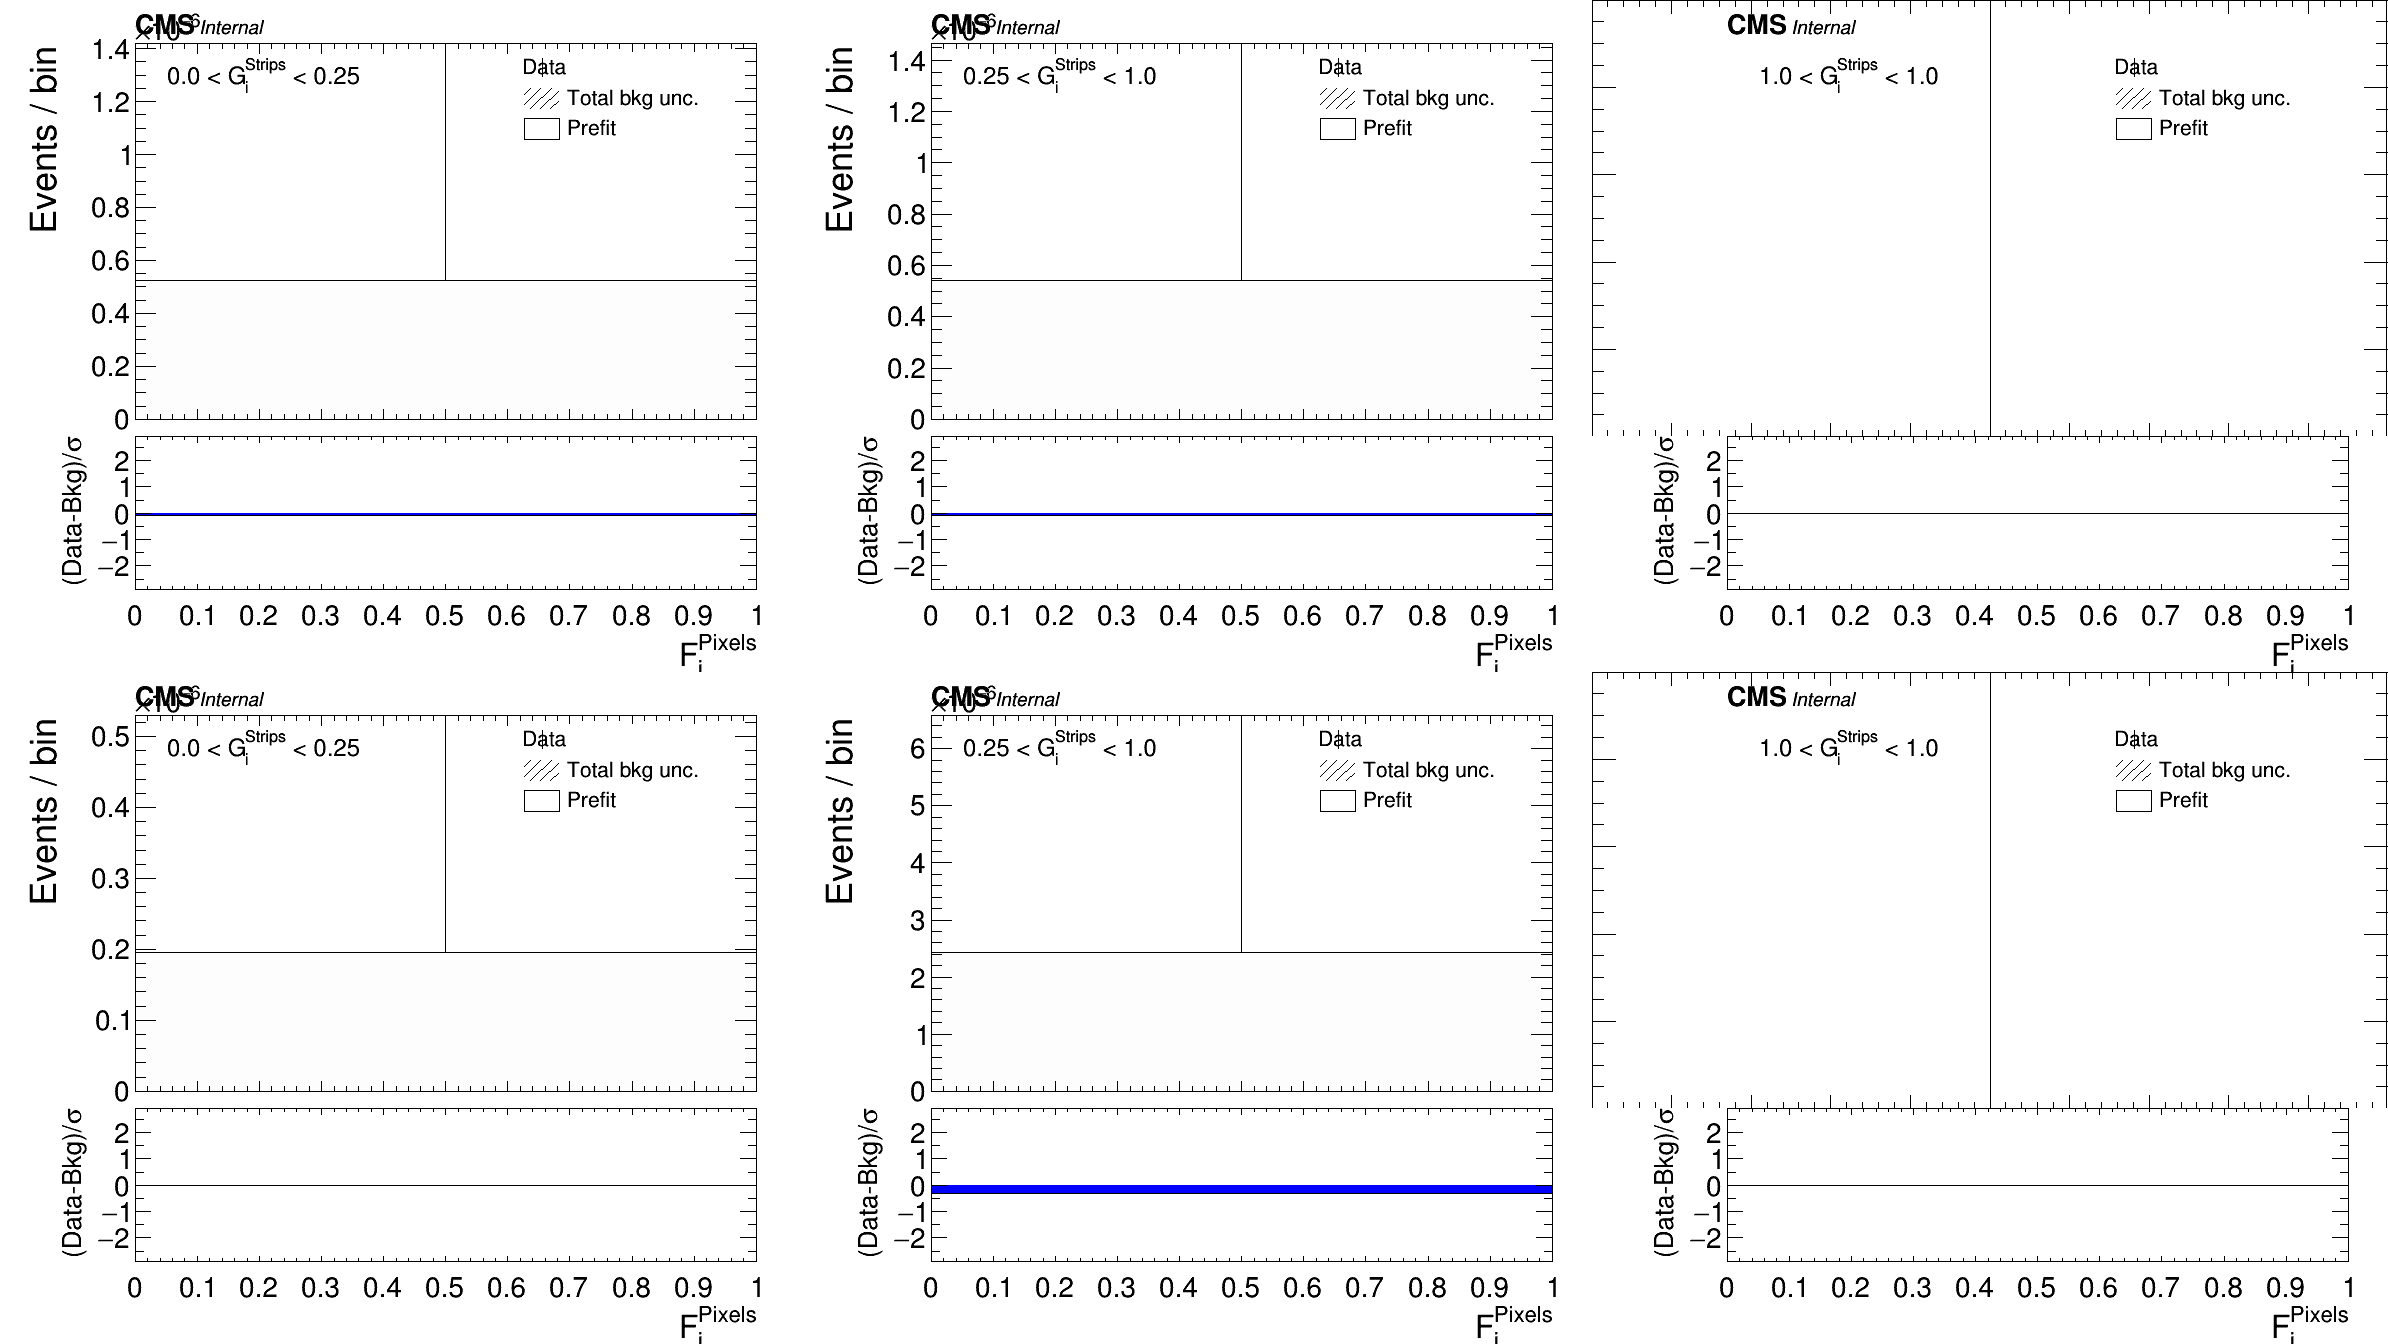 CMS Internal
Events / bin
1.4
1.2
1
0.8
0.6
0.4
0.2
0
0.0 < G_i^Strips < 0.25
Data
Total bkg unc.
Prefit
(Data-Bkg)/σ
2
1
0
−1
−2
0 0.1 0.2 0.3 0.4 0.5 0.6 0.7 0.8 0.9 1
F_i^Pixels
CMS Internal
Events / bin
1.4
1.2
1
0.8
0.6
0.4
0.2
0
0.25 < G_i^Strips < 1.0
Data
Total bkg unc.
Prefit
(Data-Bkg)/σ
2
1
0
−1
−2
0 0.1 0.2 0.3 0.4 0.5 0.6 0.7 0.8 0.9 1
F_i^Pixels
CMS Internal
1.0 < G_i^Strips < 1.0
Data
Total bkg unc.
Prefit
(Data-Bkg)/σ
2
1
0
−1
−2
0 0.1 0.2 0.3 0.4 0.5 0.6 0.7 0.8 0.9 1
F_i^Pixels
CMS Internal
Events / bin
0.5
0.4
0.3
0.2
0.1
0
0.0 < G_i^Strips < 0.25
Data
Total bkg unc.
Prefit
(Data-Bkg)/σ
2
1
0
−1
−2
0 0.1 0.2 0.3 0.4 0.5 0.6 0.7 0.8 0.9 1
F_i^Pixels
CMS Internal
Events / bin
6
5
4
3
2
1
0
0.25 < G_i^Strips < 1.0
Data
Total bkg unc.
Prefit
(Data-Bkg)/σ
2
1
0
−1
−2
0 0.1 0.2 0.3 0.4 0.5 0.6 0.7 0.8 0.9 1
F_i^Pixels
CMS Internal
1.0 < G_i^Strips < 1.0
Data
Total bkg unc.
Prefit
(Data-Bkg)/σ
2
1
0
−1
−2
0 0.1 0.2 0.3 0.4 0.5 0.6 0.7 0.8 0.9 1
F_i^Pixels